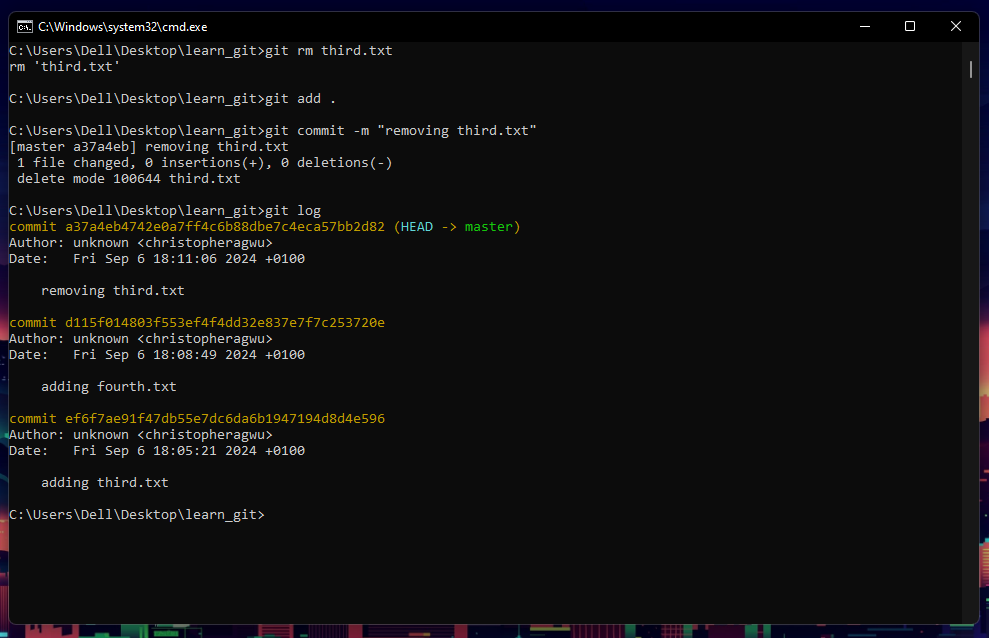 C:\Windows\system32\cmd.exe
C:\Users\Dell\Desktop\learn_git>git rm third.txt
rm 'third.txt'
C:\Users\Dell\Desktop\learn_git>git add .
C:\Users\Dell\Desktop\learn_git>git commit -m "removing third.txt"
[master a37a4eb] removing third.txt
 1 file changed, 0 insertions(+), 0 deletions(-)
 delete mode 100644 third.txt
C:\Users\Dell\Desktop\learn_git>git log
commit a37a4eb4742e0a7ff4c6b88dbe7c4eca57bb2d82 (HEAD -> master)
Author: unknown <christopheragwu>
Date:   Fri Sep 6 18:11:06 2024 +0100
    removing third.txt
commit d115f014803f553ef4f4dd32e837e7f7c253720e
Author: unknown <christopheragwu>
Date:   Fri Sep 6 18:08:49 2024 +0100
    adding fourth.txt
commit ef6f7ae91f47db55e7dc6da6b1947194d8d4e596
Author: unknown <christopheragwu>
Date:   Fri Sep 6 18:05:21 2024 +0100
    adding third.txt
C:\Users\Dell\Desktop\learn_git>